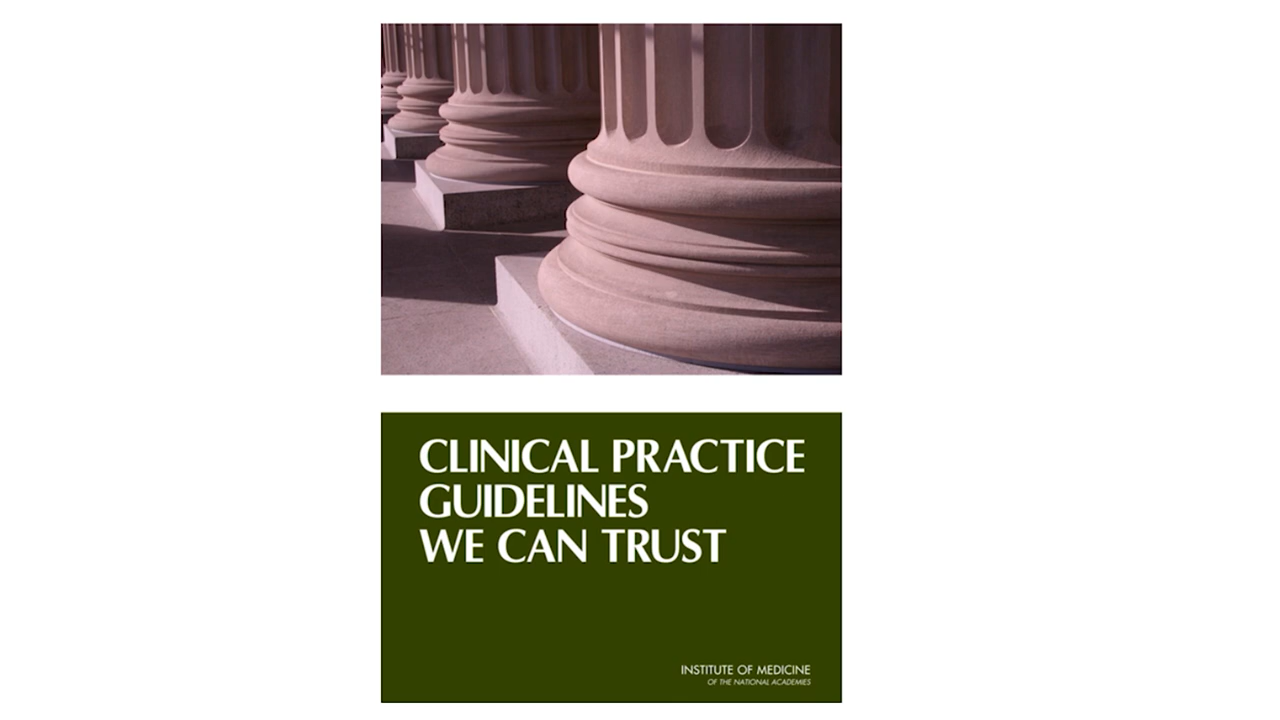 CLINICAL PRACTICE
GUIDELINES
WE CAN TRUST
INSTITUTE OF MEDICINE
OF THE NATIONAL ACADEMIES